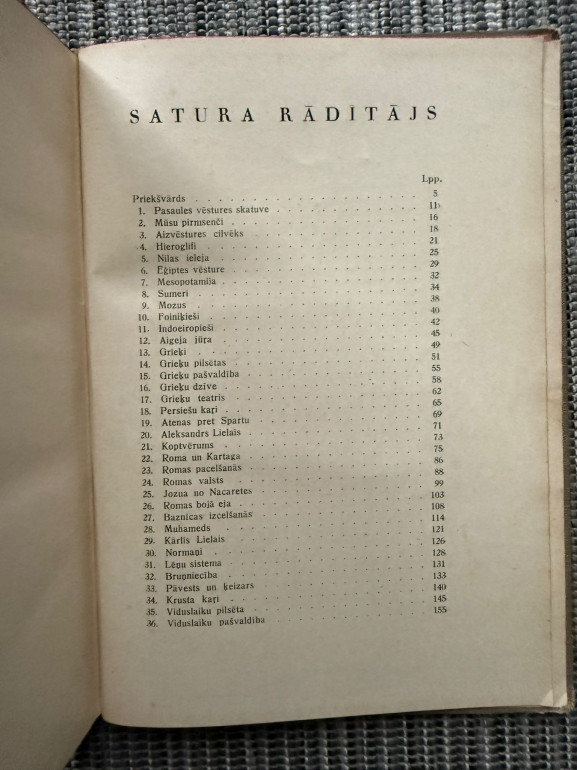 SATURA RĀDĪTĀJS
Lpp.
Priekšvārds 5
1. Pasaules vēstures skatuve 11
2. Mūsu pirmsenči 16
3. Aizvēstures cilvēks 18
4. Hieroglifi 21
5. Nīlas ieleja 25
6. Ēģiptes vēsture 29
7. Mesopotamija 32
8. Sumeri 34
9. Mozus 38
10. Foiniķieši 40
11. Indoeiropieši 42
12. Aigeja jūra 45
13. Grieķi 49
14. Grieķu pilsētas 51
15. Grieķu pašvaldība 55
16. Grieķu dzīve 58
17. Grieķu teatris 62
18. Persiešu kaŗi 65
19. Atenas pret Spartu 69
20. Aleksandrs Lielais 71
21. Koptvērums 73
22. Roma un Kartaga 75
23. Romas pacelšanās 86
24. Romas valsts 88
25. Jozua no Nacaretes 99
26. Romas bojā eja 103
27. Baznīcas izcelšanās 108
28. Muhameds 114
29. Kārlis Lielais 121
30. Normaņi 126
31. Lēņu sistema 128
32. Bruņniecība 131
33. Pāvests un ķeizars 133
34. Krusta kaŗi 140
35. Viduslaiku pilsēta 145
36. Viduslaiku pašvaldība 155